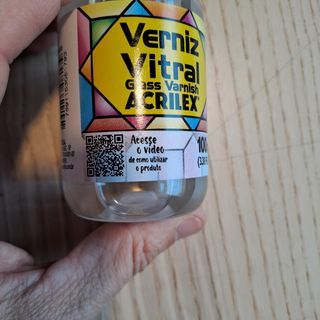 Verniz
Vitral
Glass Varnish
ACRILEX®
Acesse
o vídeo
de como utilizar
o produto